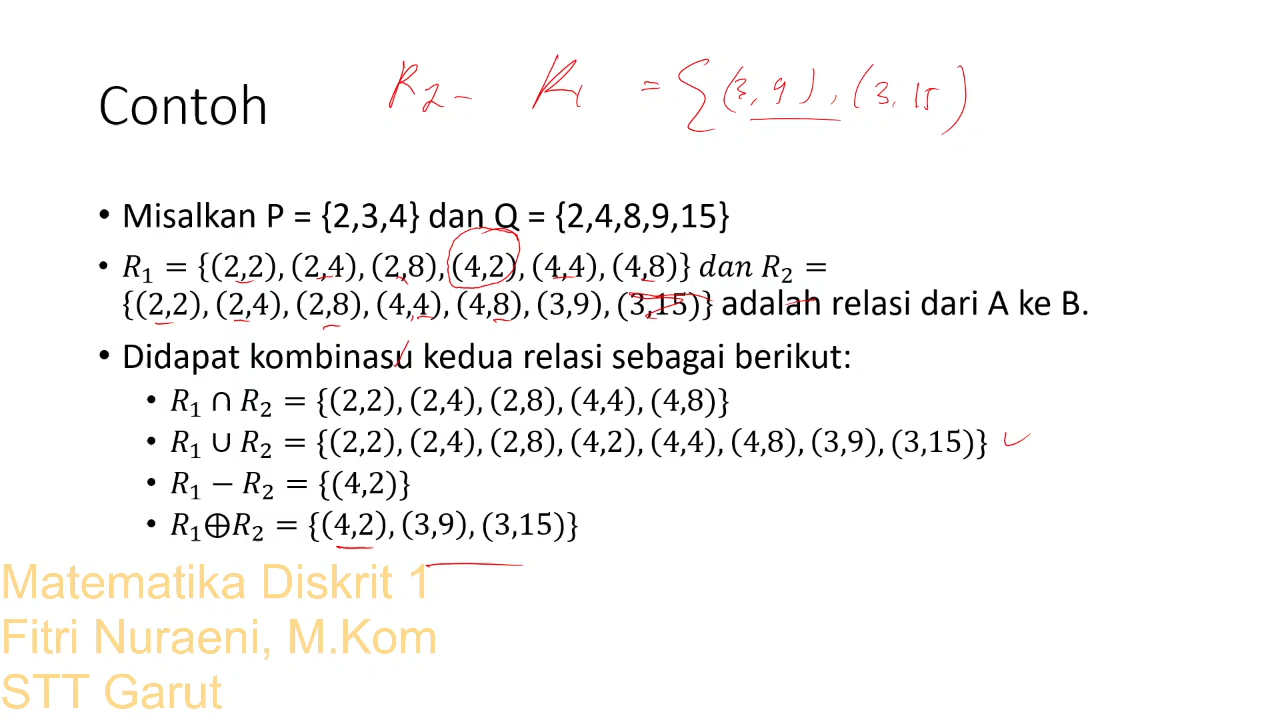 R2 - R1 = {(3,9), (3,15)
Contoh
• Misalkan P = {2,3,4} dan Q = {2,4,8,9,15}
• R₁ = {(2,2), (2,4), (2,8), (4,2), (4,4), (4,8)} dan R₂ =
{(2,2), (2,4), (2,8), (4,4), (4,8), (3,9), (3,15)} adalah relasi dari A ke B.
• Didapat kombinasu kedua relasi sebagai berikut:
• R₁ ∩ R₂ = {(2,2), (2,4), (2,8), (4,4), (4,8)}
• R₁ ∪ R₂ = {(2,2), (2,4), (2,8), (4,2), (4,4), (4,8), (3,9), (3,15)}
• R₁ − R₂ = {(4,2)}
• R₁⊕R₂ = {(4,2), (3,9), (3,15)}
Matematika Diskrit 1
Fitri Nuraeni, M.Kom
STT Garut